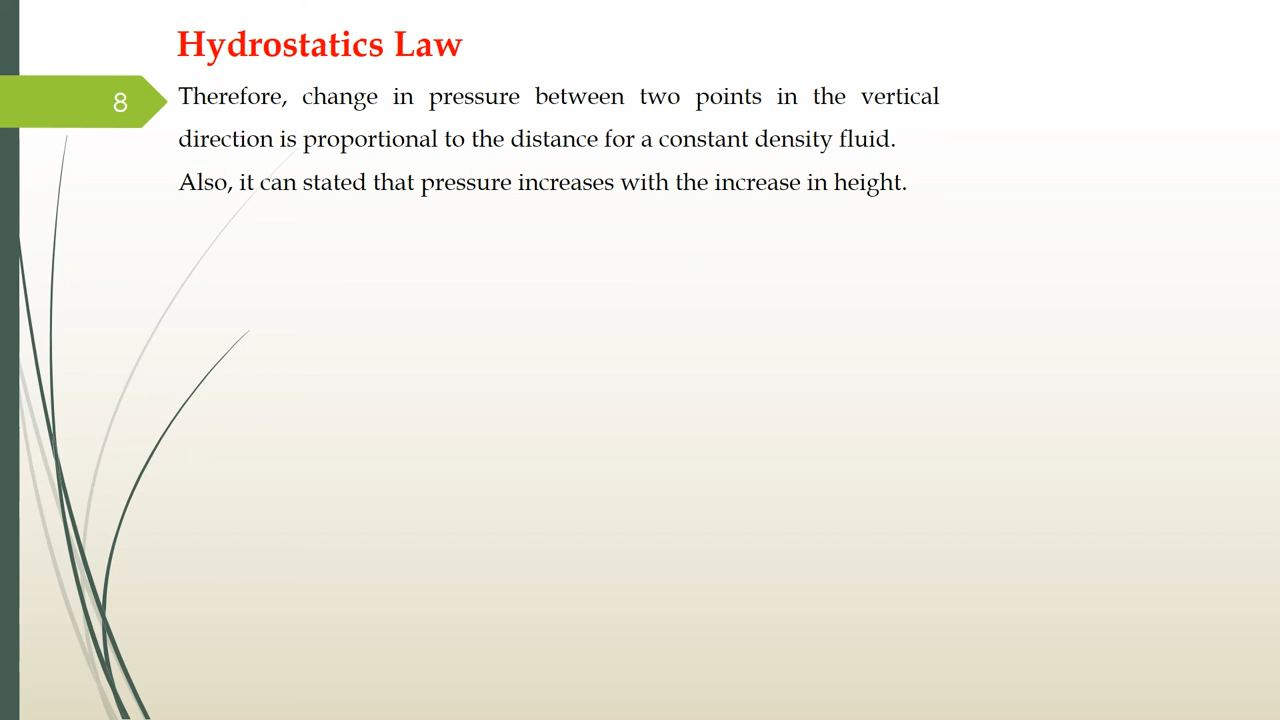 Hydrostatics Law
8
Therefore, change in pressure between two points in the vertical
direction is proportional to the distance for a constant density fluid.
Also, it can stated that pressure increases with the increase in height.